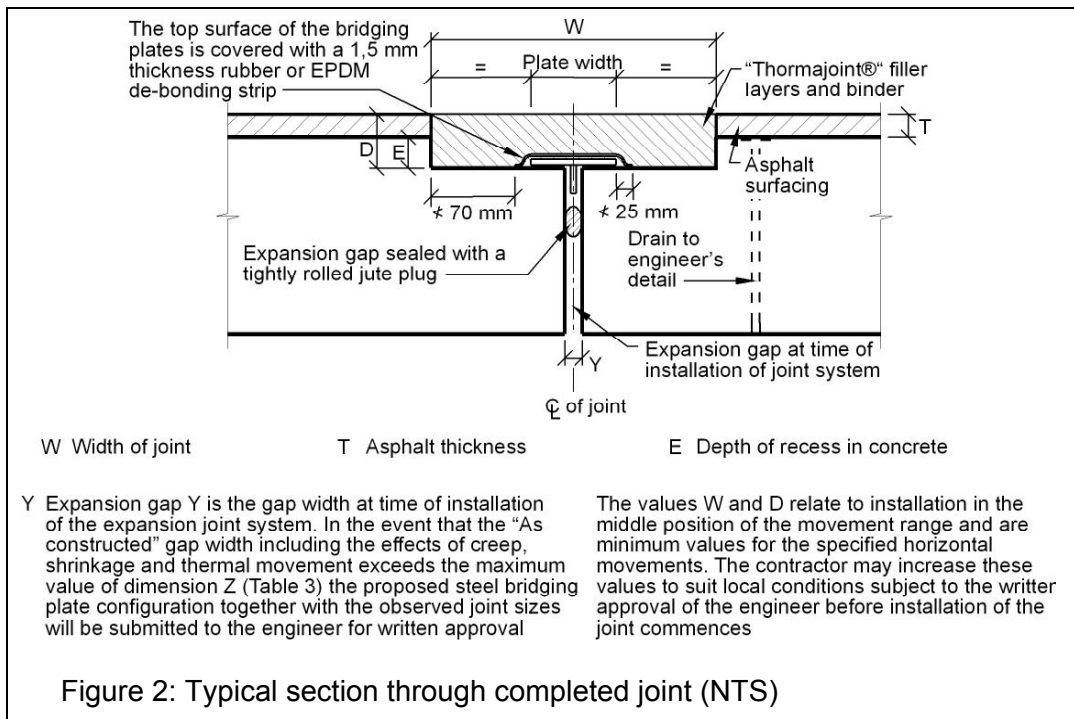 The top surface of the bridging
plates is covered with a 1,5 mm
thickness rubber or EPDM
de-bonding strip
W
= Plate width =
“Thormajoint®“ filler
layers and binder
D
E
T
Asphalt
surfacing
≮ 70 mm
≮ 25 mm
Expansion gap sealed with a
tightly rolled jute plug
Drain to
engineer's
detail
Y
Expansion gap at time of
installation of joint system
℄ of joint
W Width of joint
T Asphalt thickness
E Depth of recess in concrete
Y Expansion gap Y is the gap width at time of installation
of the expansion joint system. In the event that the “As
constructed” gap width including the effects of creep,
shrinkage and thermal movement exceeds the maximum
value of dimension Z (Table 3) the proposed steel bridging
plate configuration together with the observed joint sizes
will be submitted to the engineer for written approval
The values W and D relate to installation in the
middle position of the movement range and are
minimum values for the specified horizontal
movements. The contractor may increase these
values to suit local conditions subject to the writter
approval of the engineer before installation of the
joint commences
Figure 2: Typical section through completed joint (NTS)